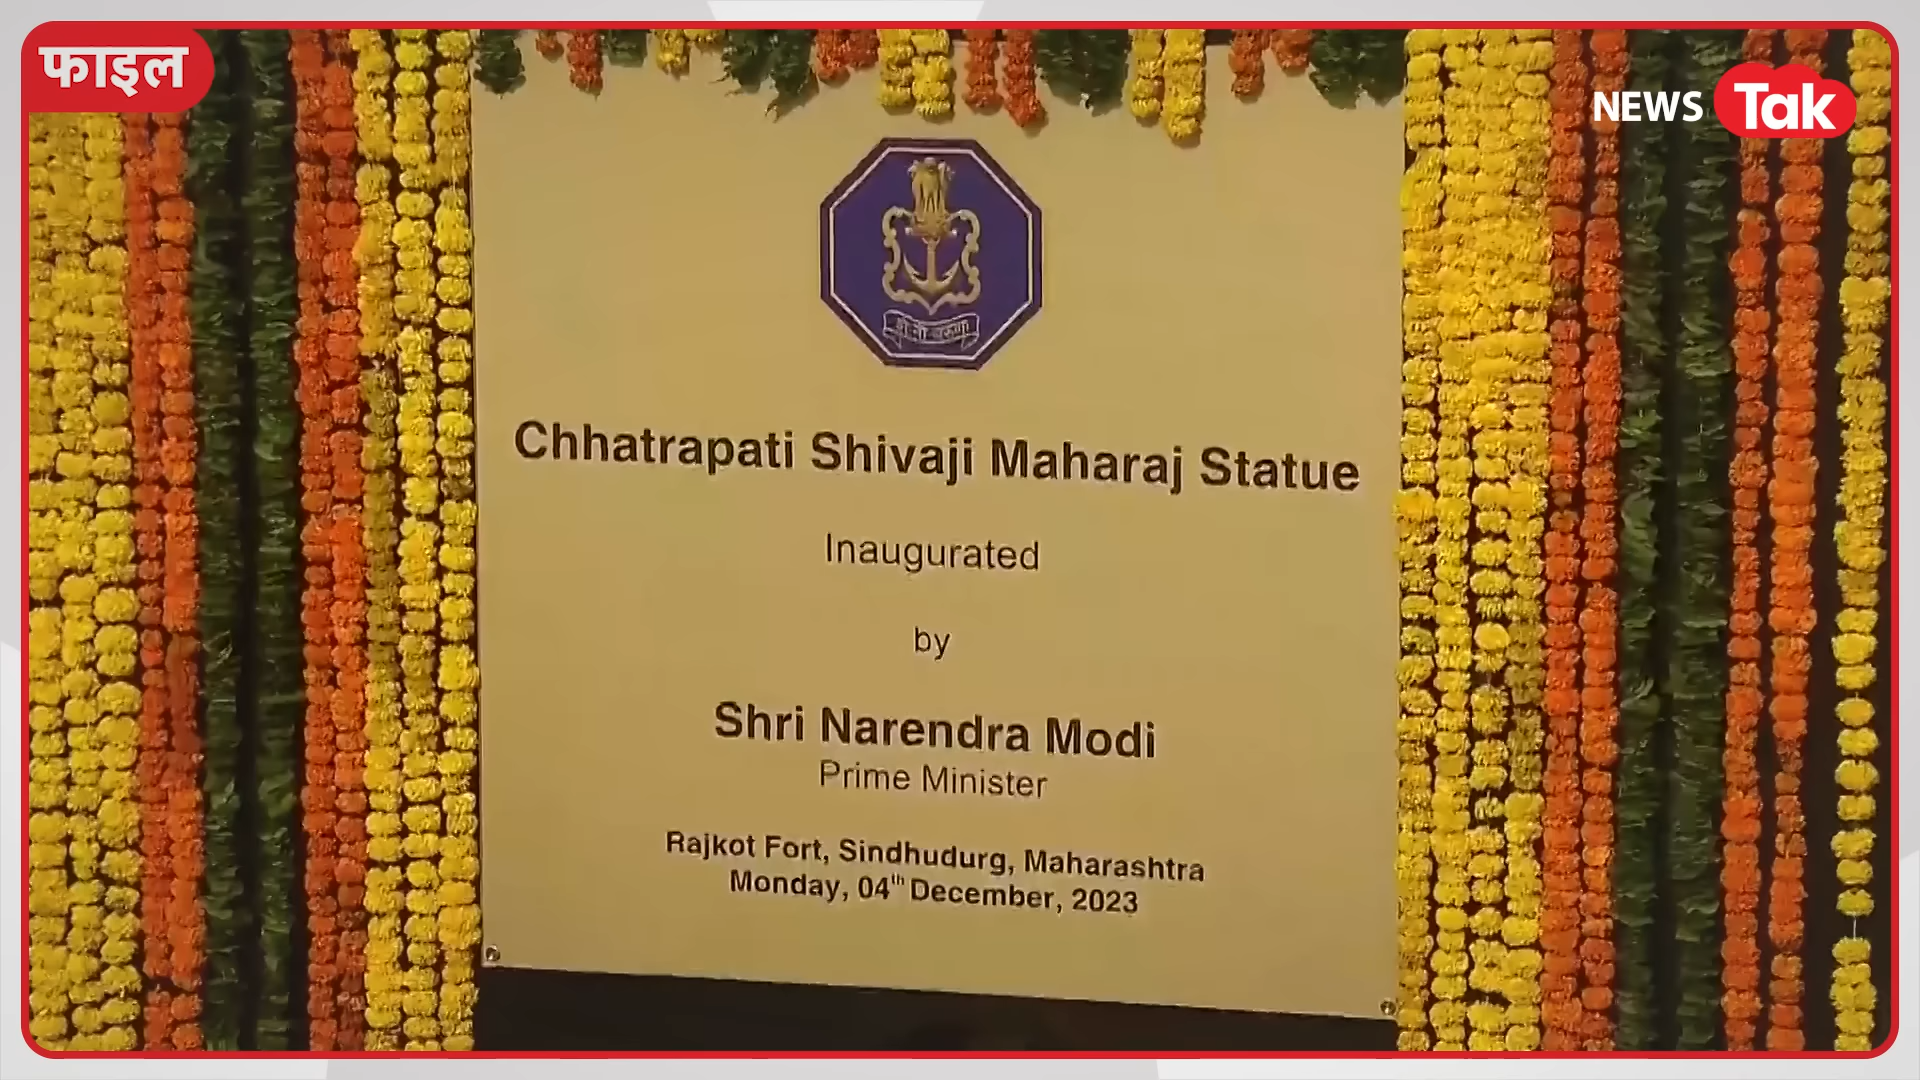 फाइल
NEWS Tak
Chhatrapati Shivaji Maharaj Statue
Inaugurated
by
Shri Narendra Modi
Prime Minister
Rajkot Fort, Sindhudurg, Maharashtra
Monday, 04th December, 2023